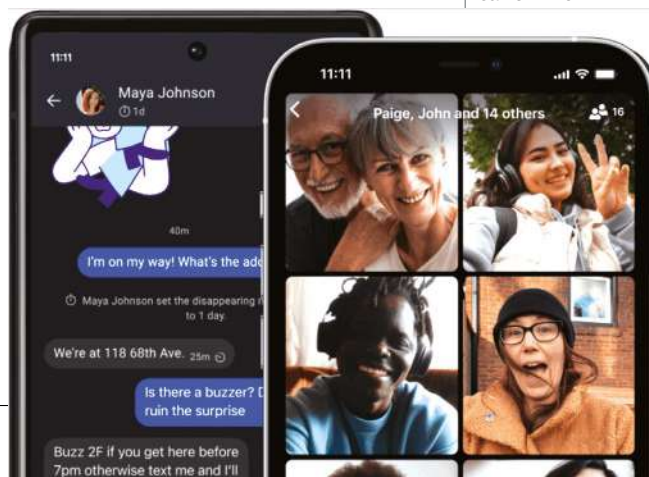 11:11
Maya Johnson
1d
40m
I'm on my way! What's the
Maya Johnson set the disappearing
to 1 day.
We're at 118 68th Ave. 25m
Is there a buzzer?
ruin the surprise
Buzz 2F if you get here before
7pm otherwise text me and I'll
11:11
Paige, John and 14 others
16